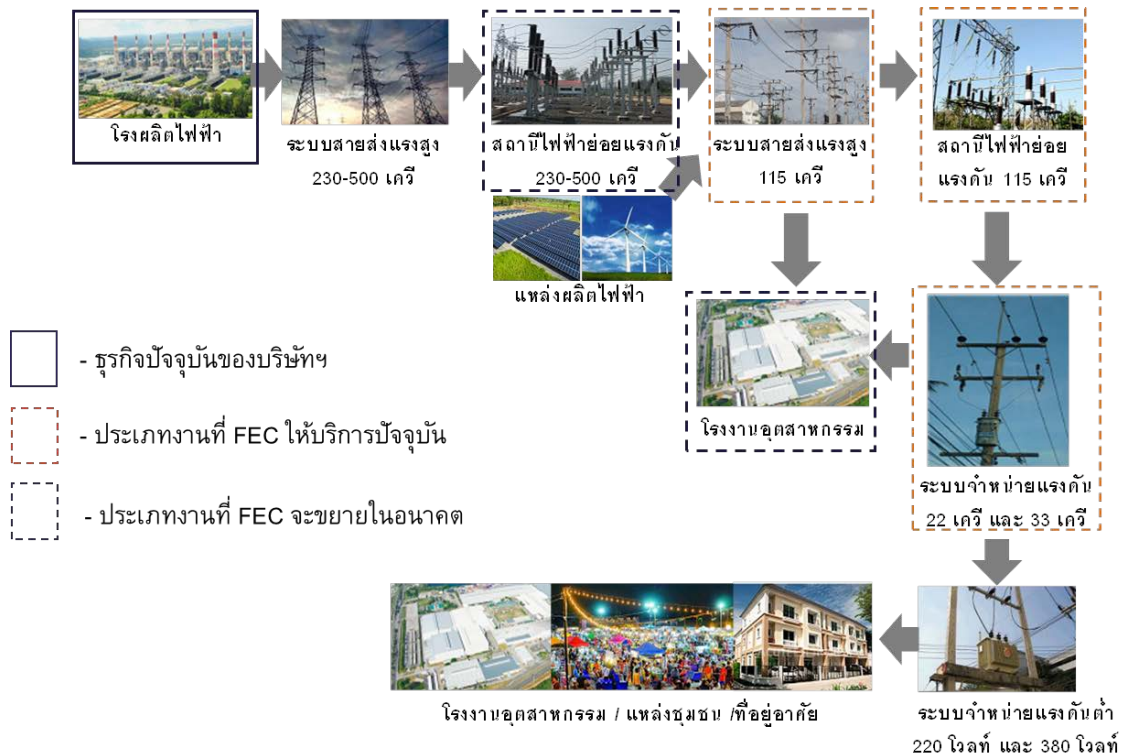 โรงผลิตไฟฟ้า
ระบบสายส่งแรงสูง
230-500 เควี
สถานีไฟฟ้าย่อยแรงดัน
230-500 เควี
ระบบสายส่งแรงสูง
115 เควี
สถานีไฟฟ้าย่อย
แรงดัน 115 เควี
แหล่งผลิตไฟฟ้า
โรงงานอุตสาหกรรม
ระบบจำหน่ายแรงดัน
22 เควี และ 33 เควี
- ธุรกิจปัจจุบันของบริษัทฯ
- ประเภทงานที่ FEC ให้บริการปัจจุบัน
- ประเภทงานที่ FEC จะขยายในอนาคต
โรงงานอุตสาหกรรม / แหล่งชุมชน /ที่อยู่อาศัย
ระบบจำหน่ายแรงดันต่ำ
220 โวลท์ และ 380 โวลท์